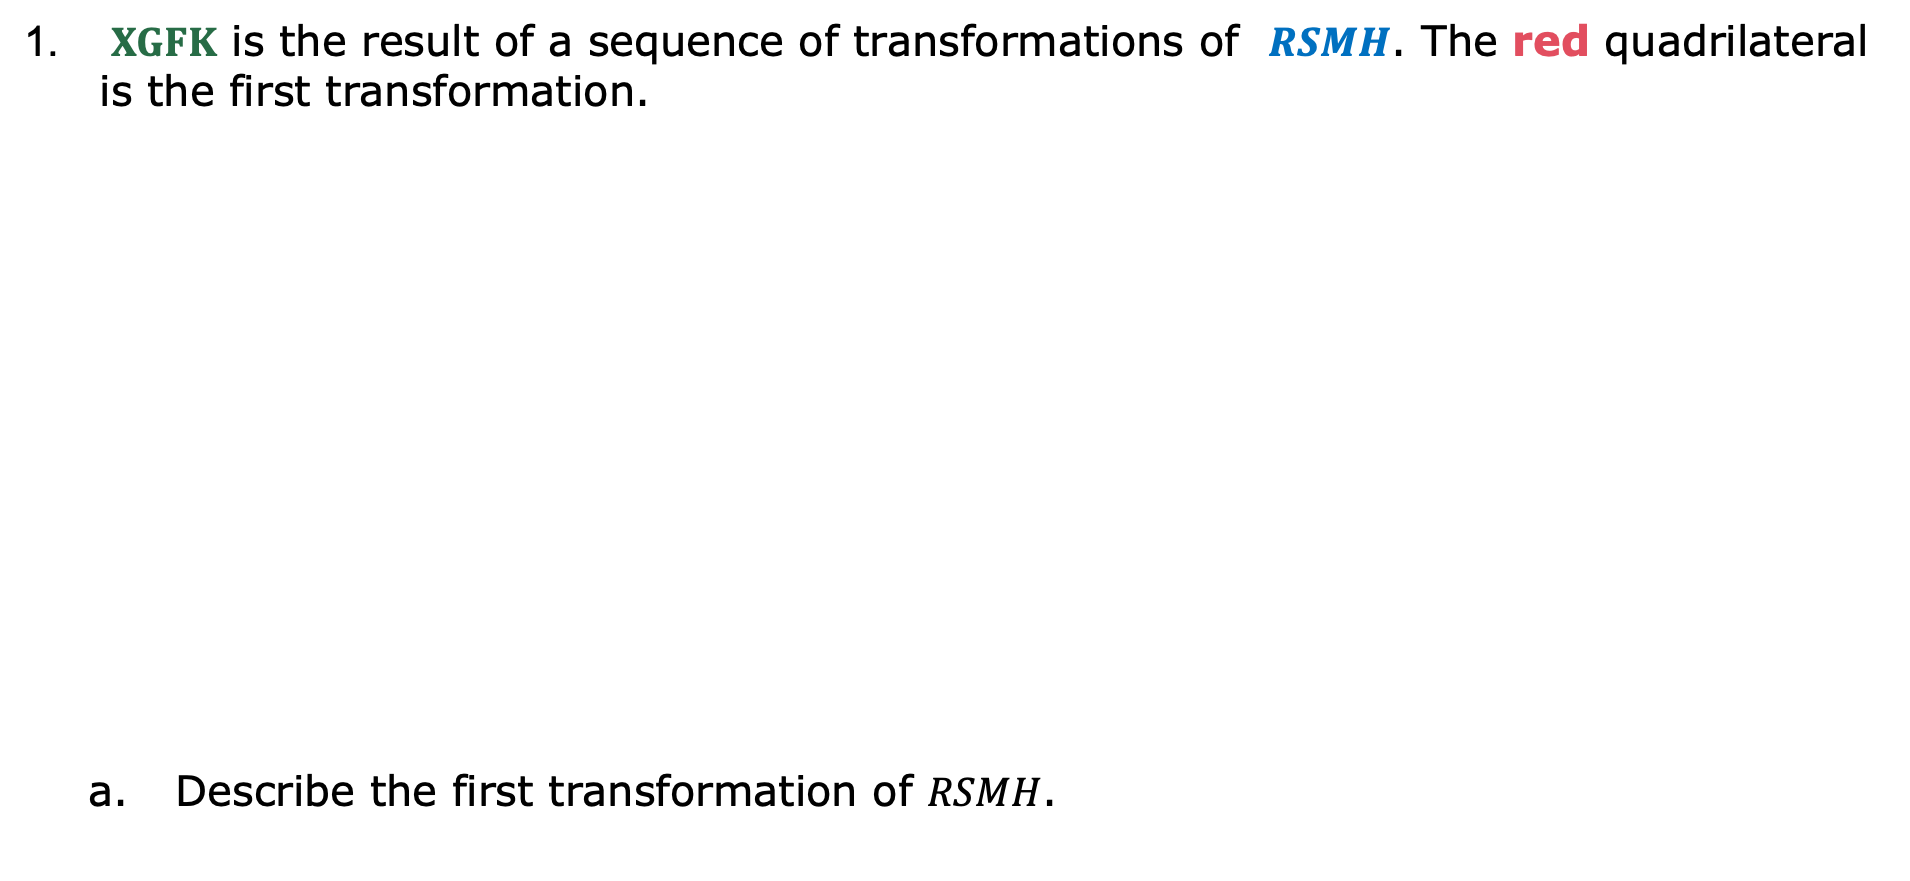 1. XGFK is the result of a sequence of transformations of RSMH. The red quadrilateral
is the first transformation.
a. Describe the first transformation of RSMH.